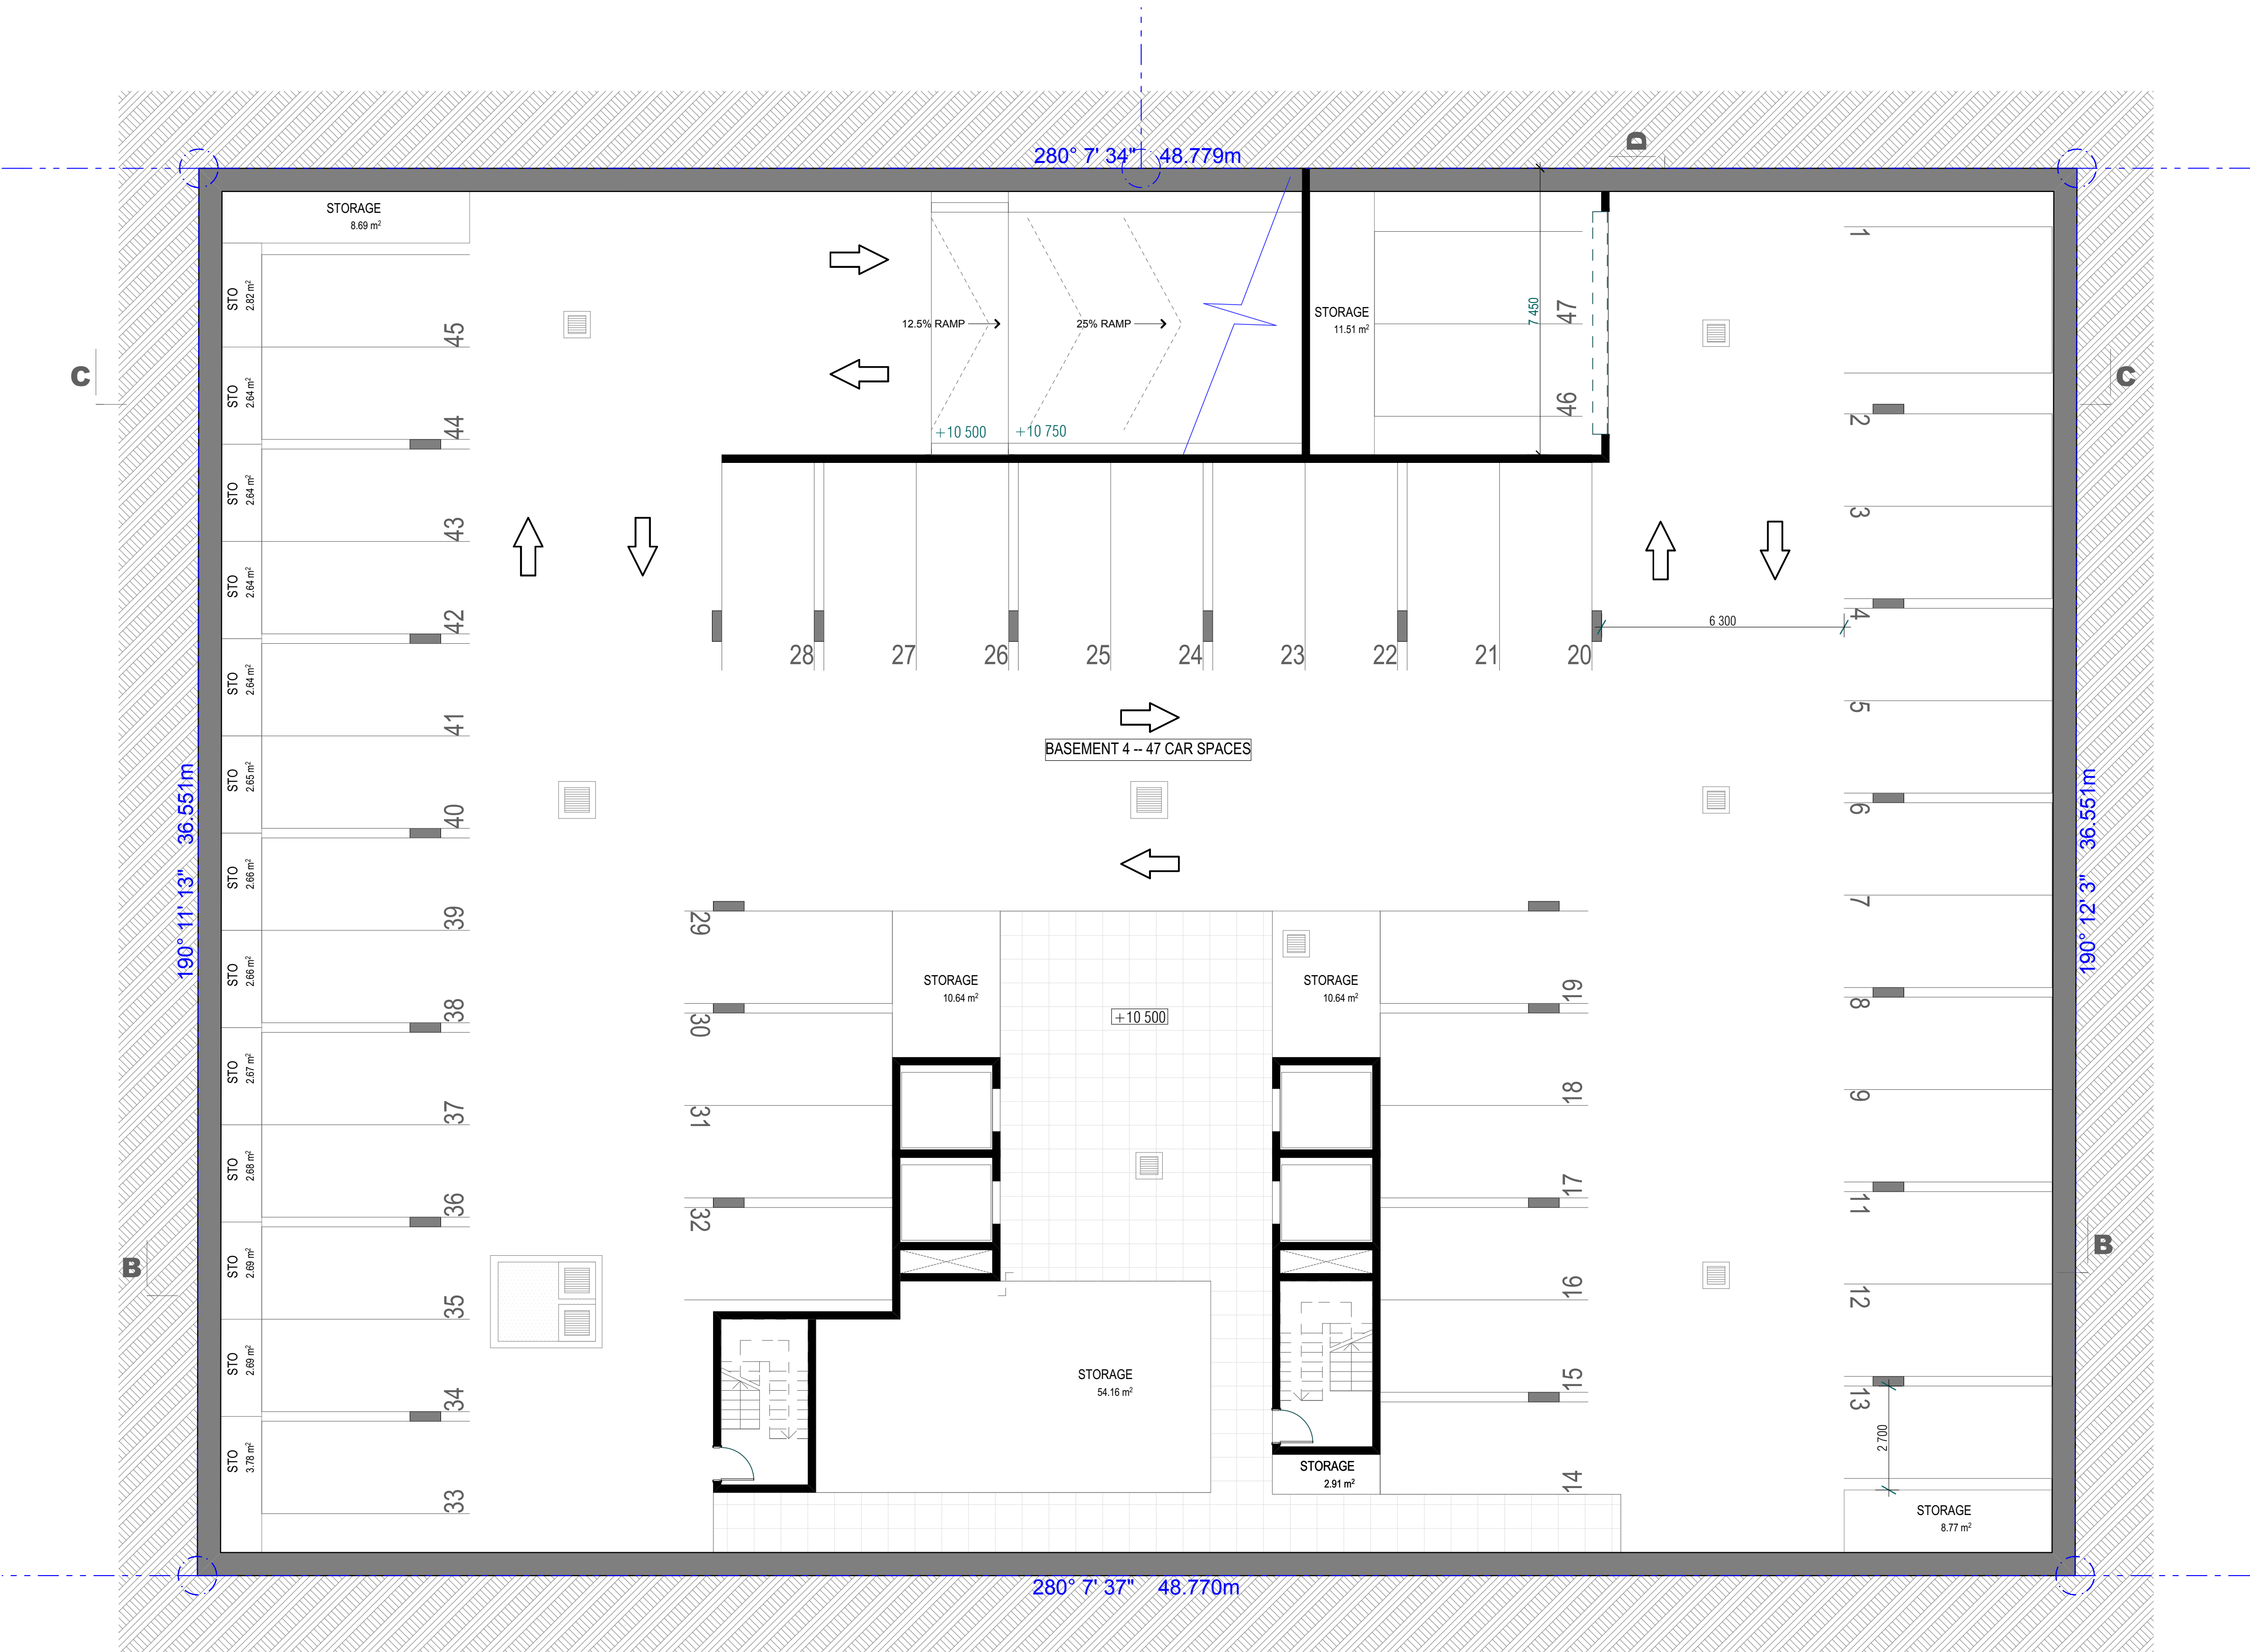 D
280° 7' 34" 48.779m
STORAGE
8.69 m²
1
STO
2.82 m²
12.5% RAMP
25% RAMP
STORAGE
11.51 m²
47
7 450
45
C
C
STO
2.64 m²
46
44
+10 500
+10 750
2
STO
2.64 m²
43
3
STO
2.64 m²
42
4
6 300
28
27
26
25
24
23
22
21
20
STO
2.64 m²
41
5
BASEMENT 4 -- 47 CAR SPACES
STO
2.65 m²
40
6
190° 11' 13" 36.551m
190° 12' 3" 36.551m
STO
2.66 m²
39
29
7
STO
2.66 m²
STORAGE
10.64 m²
STORAGE
10.64 m²
19
38
30
+10 500
8
STO
2.67 m²
37
31
18
9
STO
2.68 m²
36
32
17
11
B
B
STO
2.69 m²
35
16
12
STO
2.69 m²
34
STORAGE
54.16 m²
15
13
2 700
STO
3.78 m²
33
STORAGE
2.91 m²
14
STORAGE
8.77 m²
280° 7' 37" 48.770m